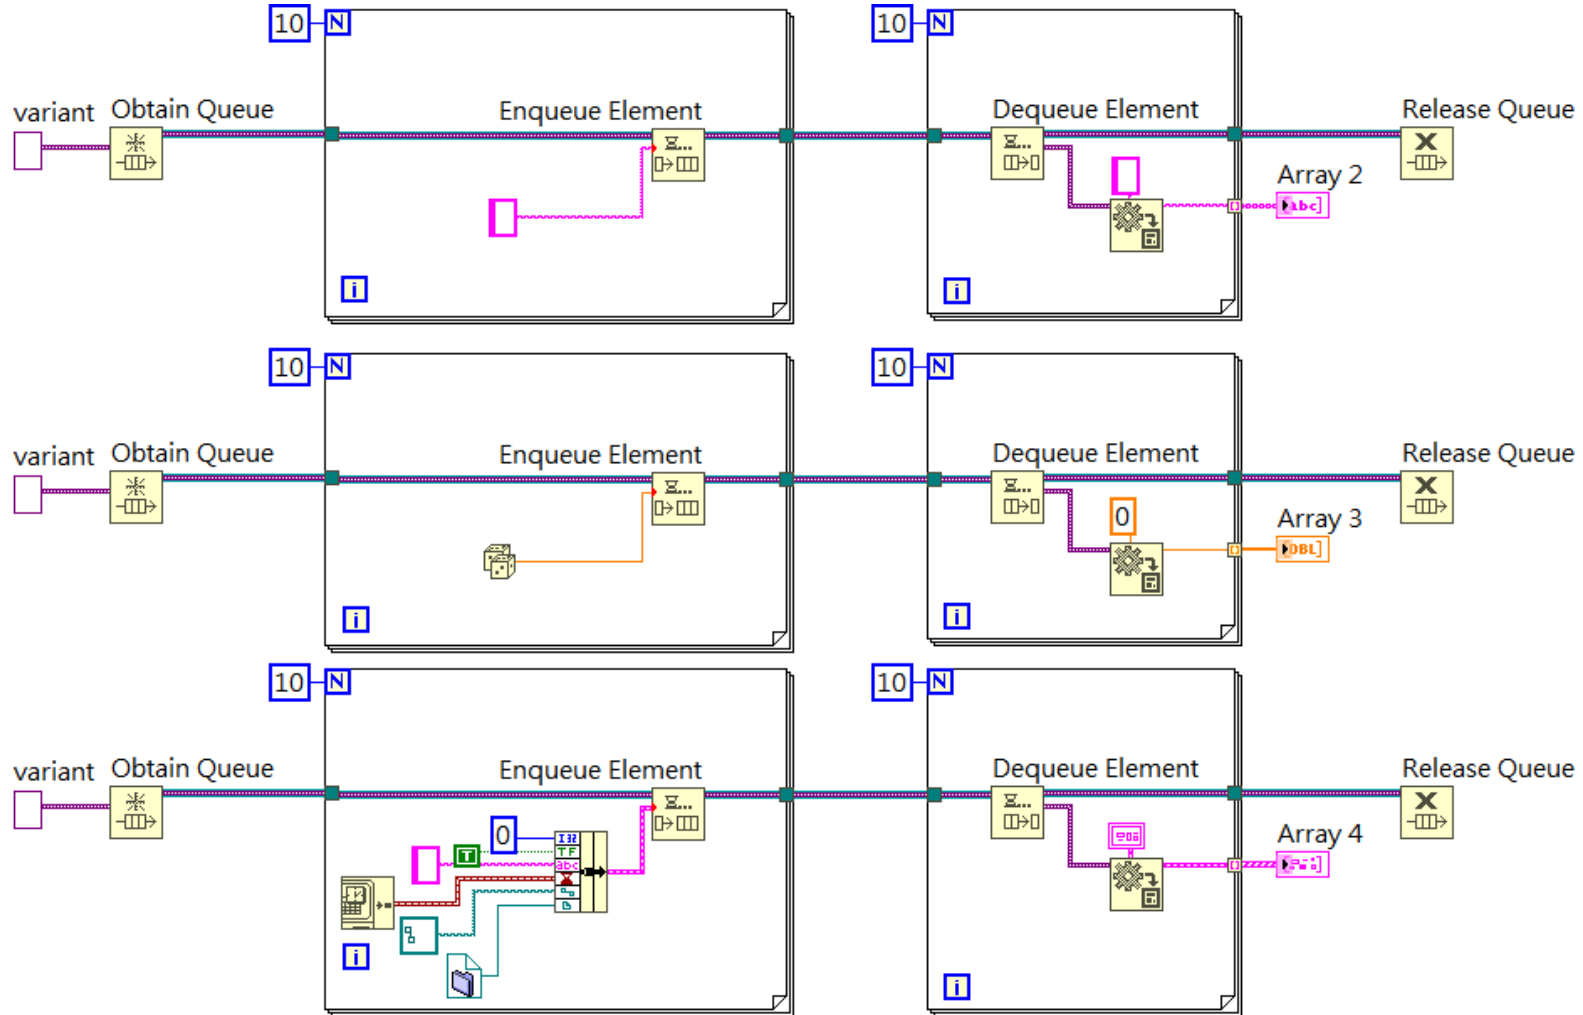 10 N 10 N
variant Obtain Queue Enqueue Element Dequeue Element Release Queue
Array 2
abc]
i i
10 N 10 N
variant Obtain Queue Enqueue Element Dequeue Element Release Queue
0 Array 3
DBL]
i i
10 N 10 N
variant Obtain Queue Enqueue Element Dequeue Element Release Queue
0 I32 Array 4
T TF
abc
i i